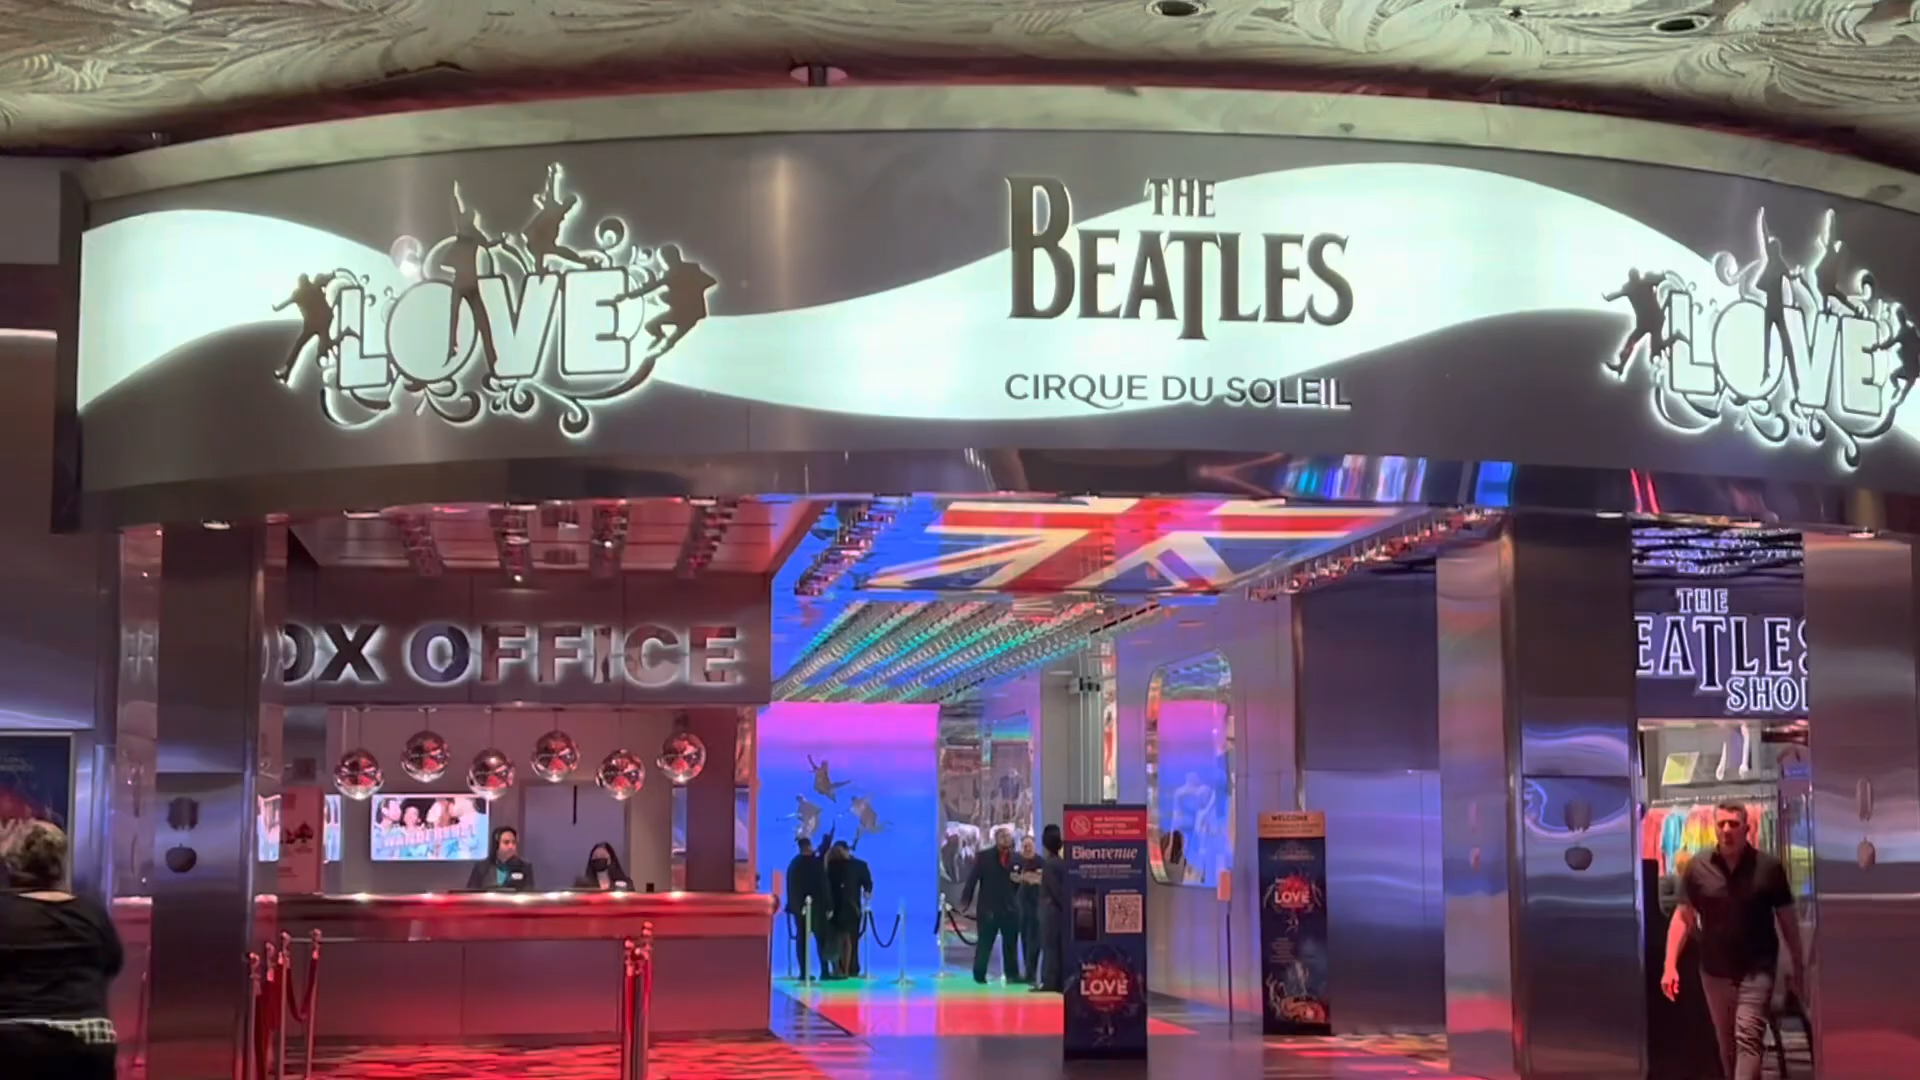 LOVE
THE
BEATLES
CIRQUE DU SOLEIL
LOVE
OX OFFICE
THE
EATLES
SHO
Bienvenue
LOVE
WELCOME
LOVE